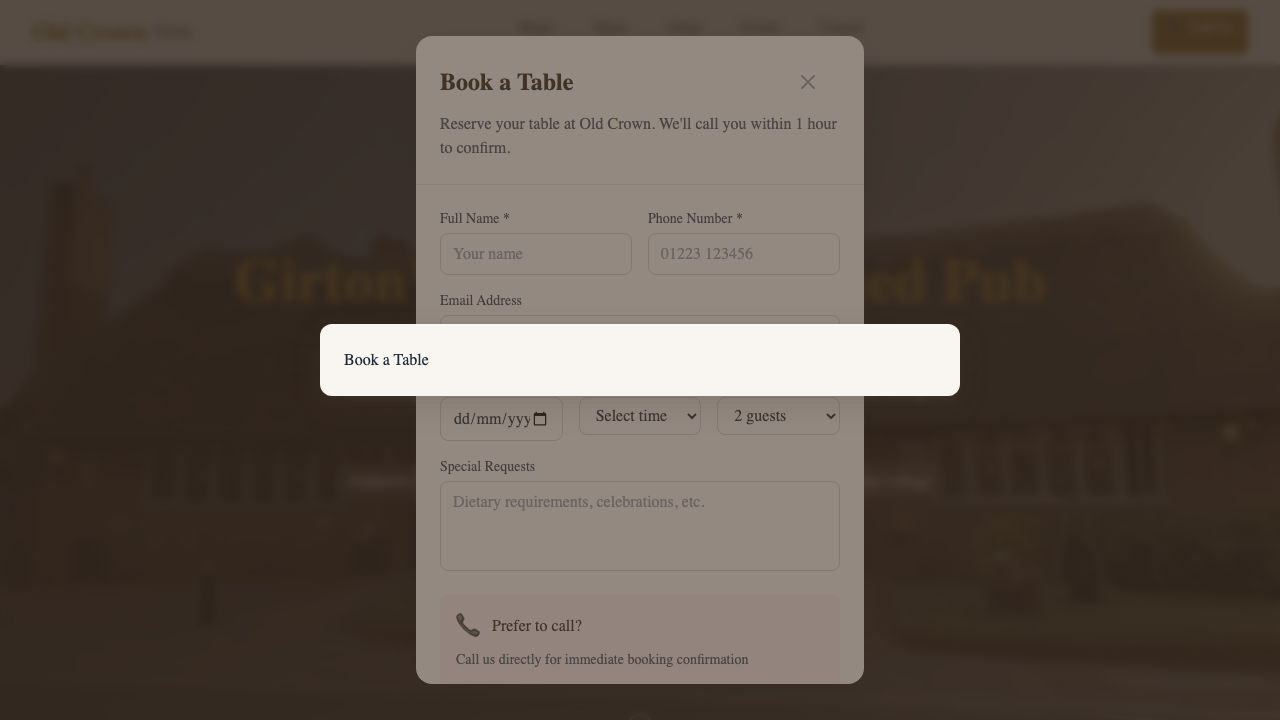 Old Crown
Book a Table
Reserve your table at Old Crown. We'll call you within 1 hour
to confirm.
Full Name *
Phone Number *
Your name
01223 123456
Girton'
ed Pub
Email Address
Book a Table
dd/mm/yyy
Select time
2 guests
Special Requests
Dietary requirements, celebrations, etc.
Prefer to call?
Call us directly for immediate booking confirmation